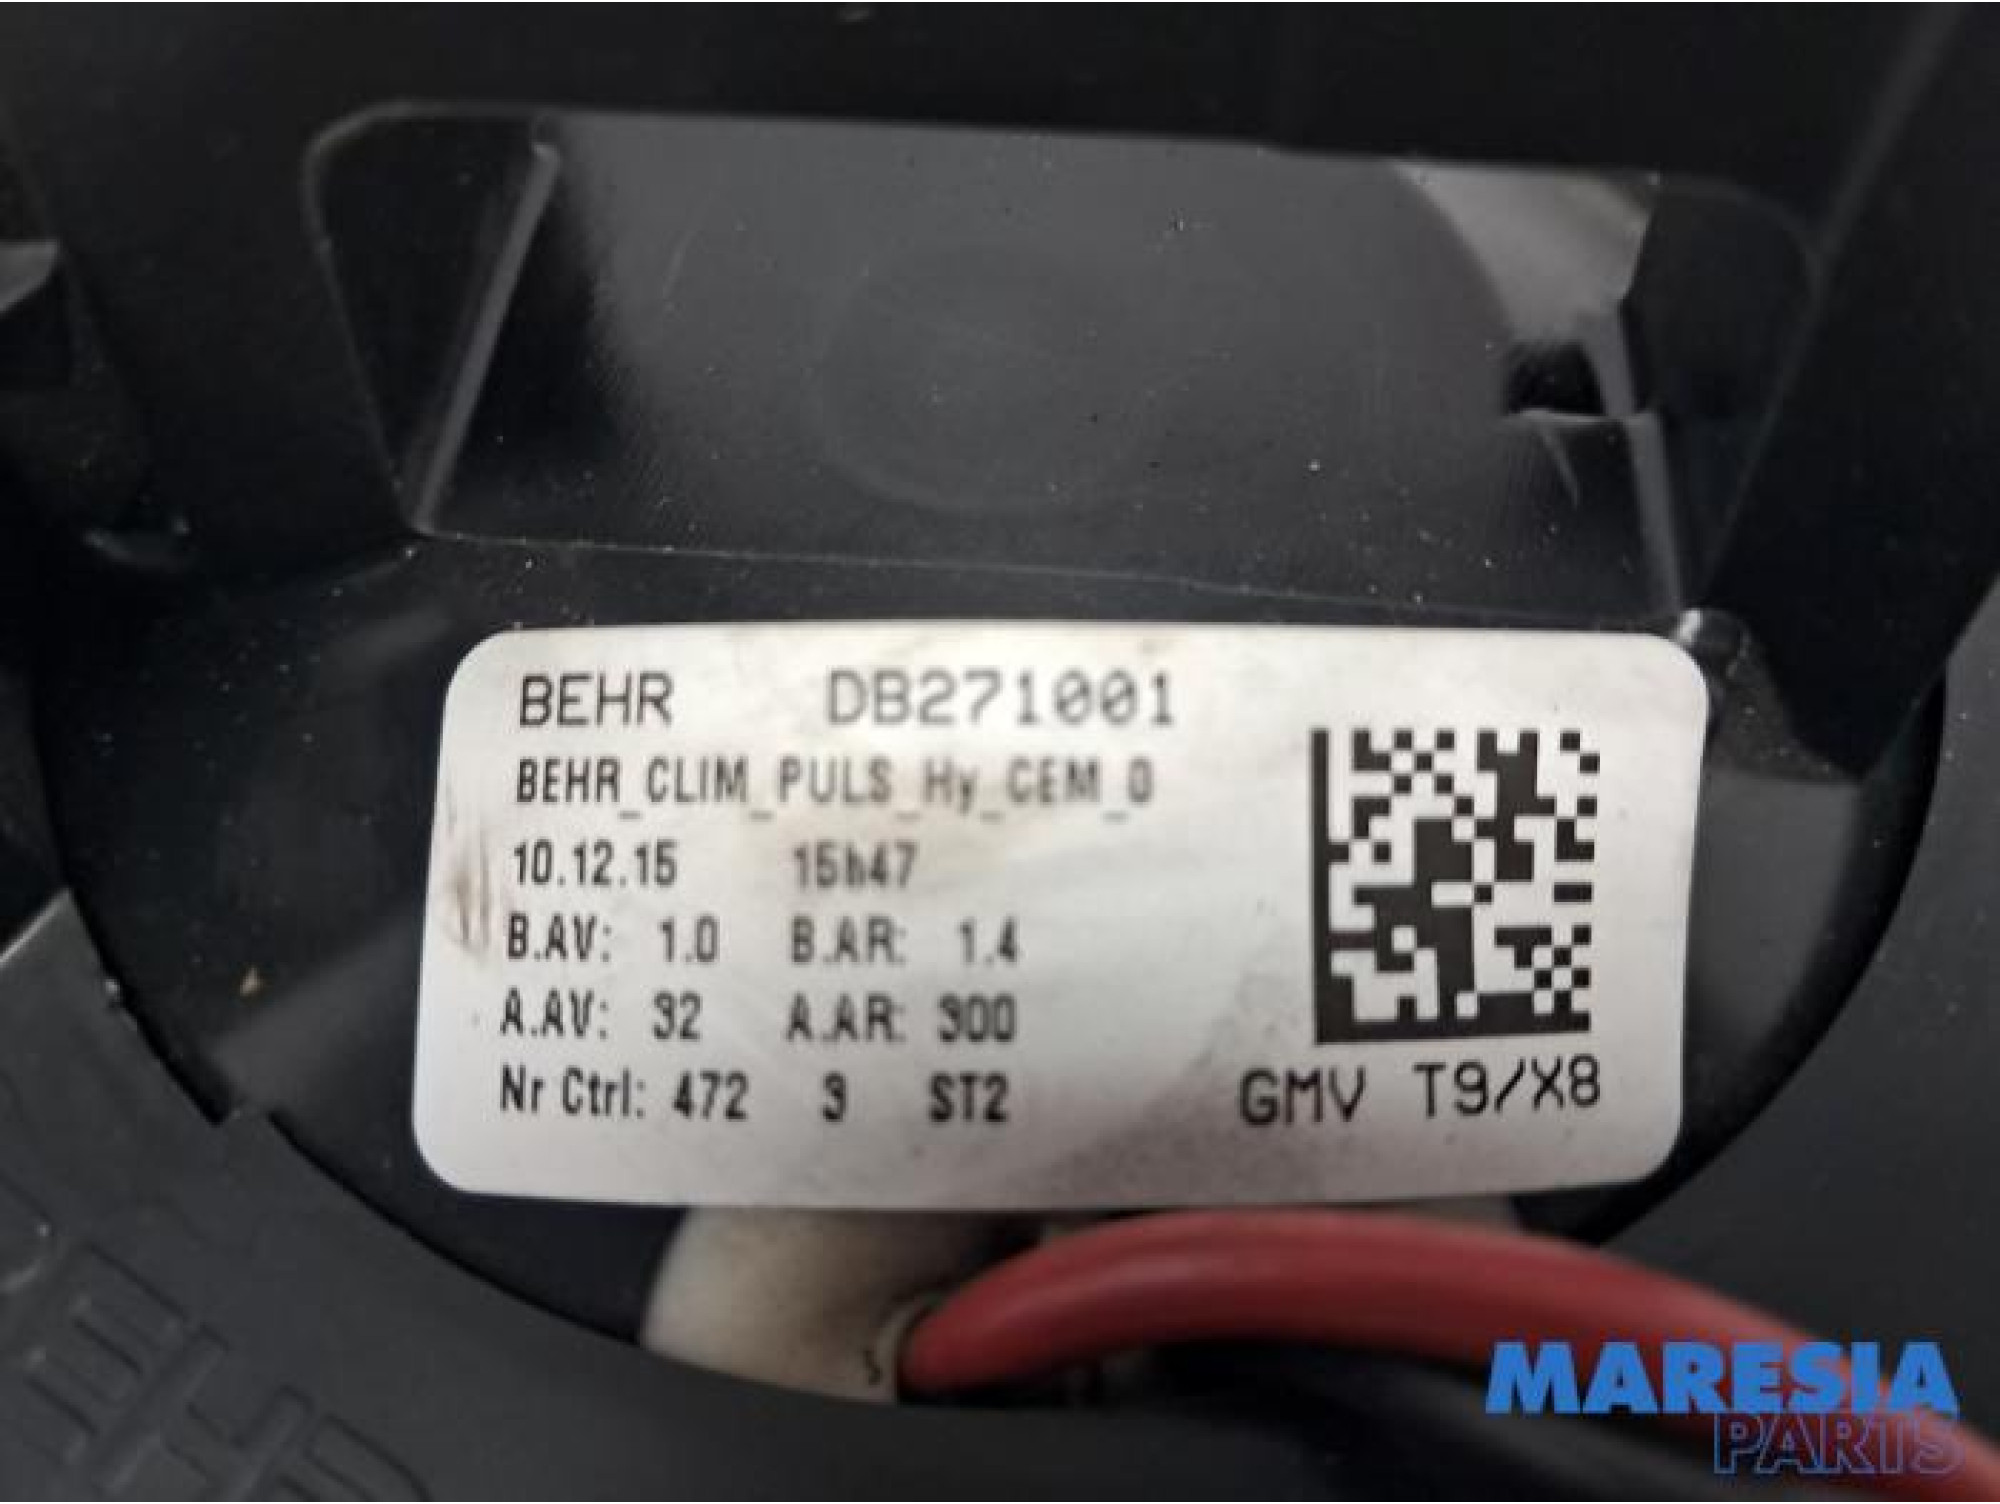 BEHR DB271001
BEHR_CLIM_PULS_Hy_CEM_0
10.12.15 15h47
B.AV: 1.0 B.AR: 1.4
A.AV: 32 A.AR: 300
Nr Ctrl: 472 3 ST2
GMV T9/X8
MARESIA
PARTS